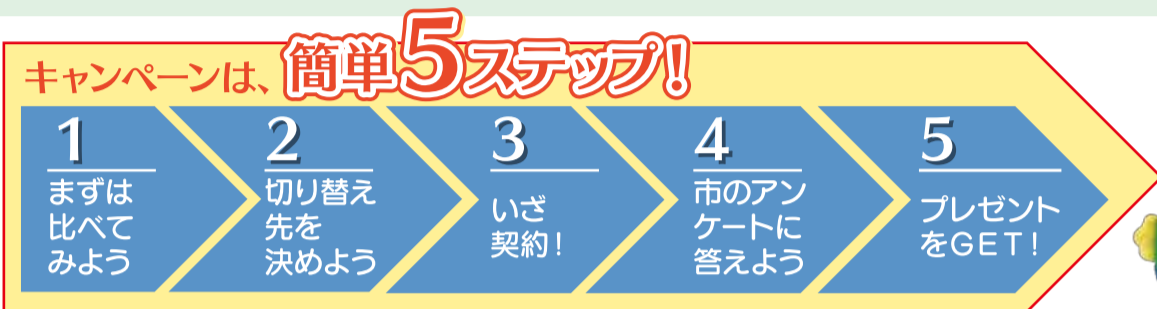 キャンペーンは、簡単5ステップ!
1
まずは
比べて
みよう
2
切り替え
先を
決めよう
3
いざ
契約!
4
市のアン
ケートに
答えよう
5
プレゼント
をGET!